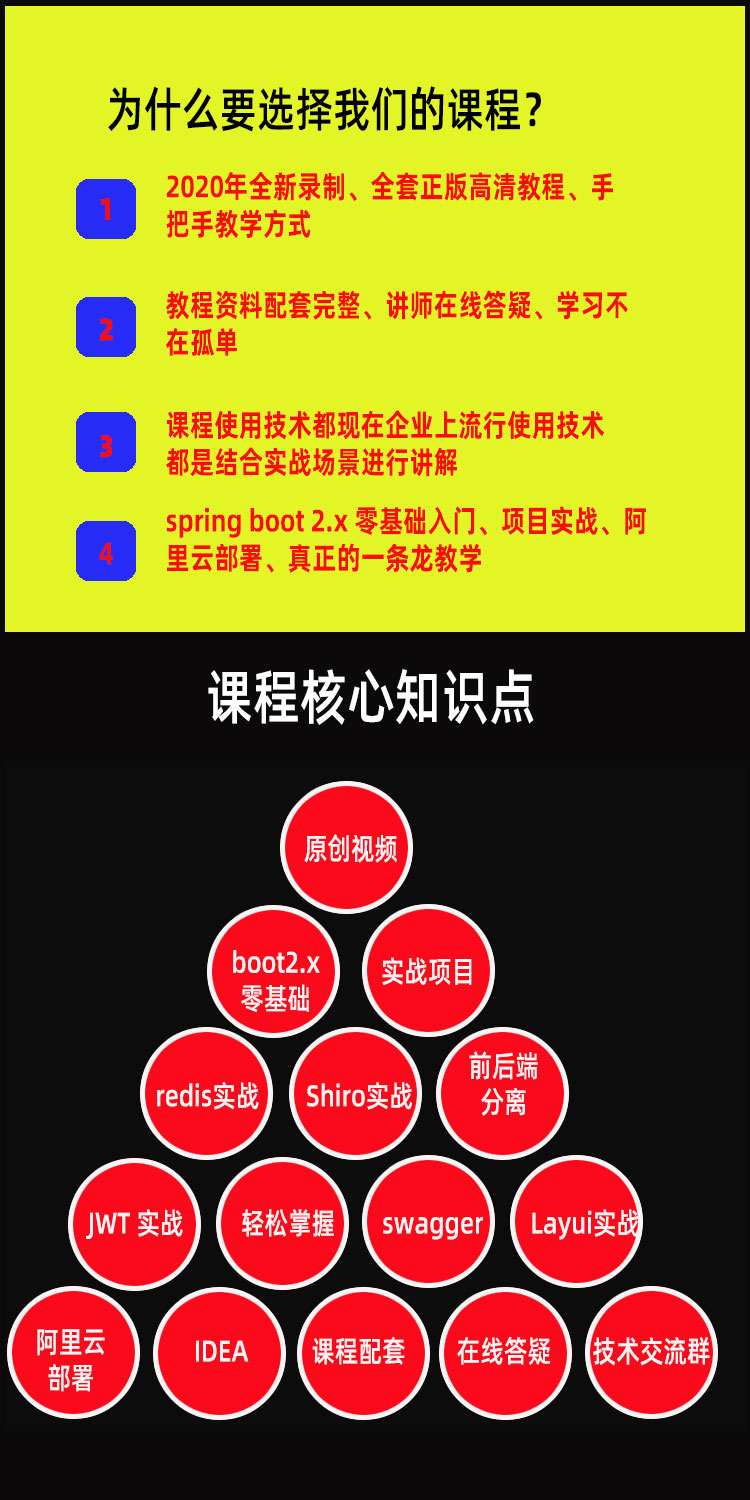 为什么要选择我们的课程？
1
2020年全新录制、全套正版高清教程、手
把手教学方式
2
教程资料配套完整、讲师在线答疑、学习不
在孤单
3
课程使用技术都现在企业上流行使用技术
都是结合实战场景进行讲解
4
spring boot 2.x 零基础入门、项目实战、阿
里云部署、真正的一条龙教学
课程核心知识点
原创视频
boot2.x
零基础
实战项目
redis实战
Shiro实战
前后端
分离
JWT 实战
轻松掌握
swagger
Layui实战
阿里云
部署
IDEA
课程配套
在线答疑
技术交流群